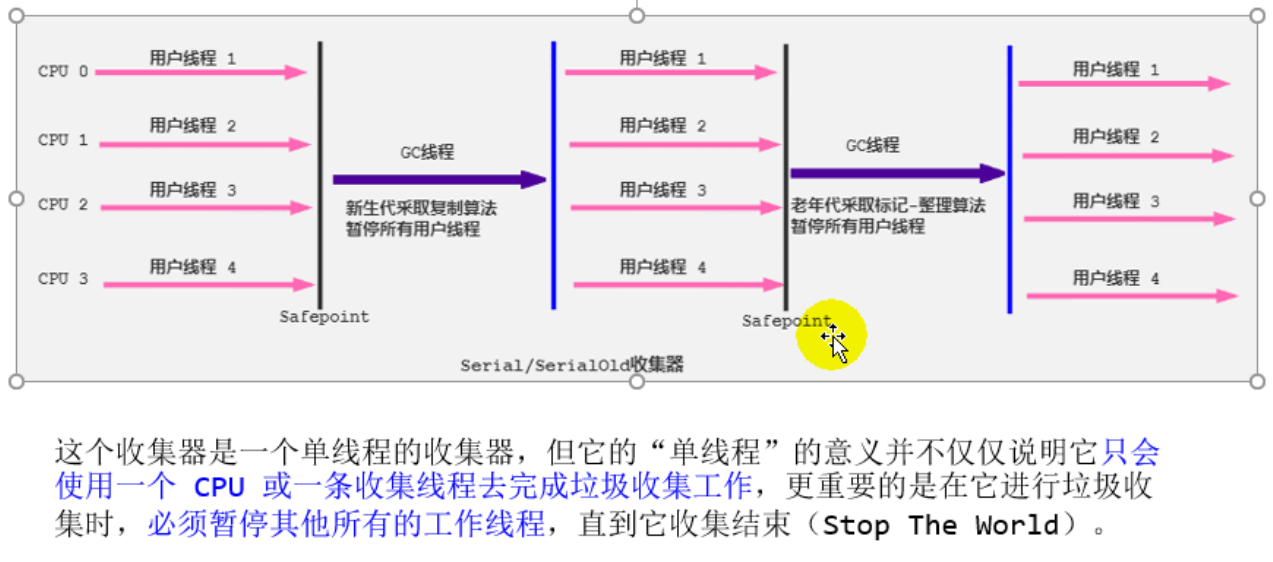 CPU 0 用户线程 1 用户线程 1 用户线程 1
CPU 1 用户线程 2 用户线程 2 用户线程 2
GC线程 GC线程
CPU 2 用户线程 3 用户线程 3 用户线程 3
新生代采取复制算法
暂停所有用户线程
老年代采取标记-整理算法
暂停所有用户线程
CPU 3 用户线程 4 用户线程 4 用户线程 4
Safepoint Safepoint
Serial/SerialOld收集器
这个收集器是一个单线程的收集器，但它的“单线程”的意义并不仅仅说明它只会
使用一个 CPU 或一条收集线程去完成垃圾收集工作，更重要的是在它进行垃圾收
集时，必须暂停其他所有的工作线程，直到它收集结束（Stop The World）。